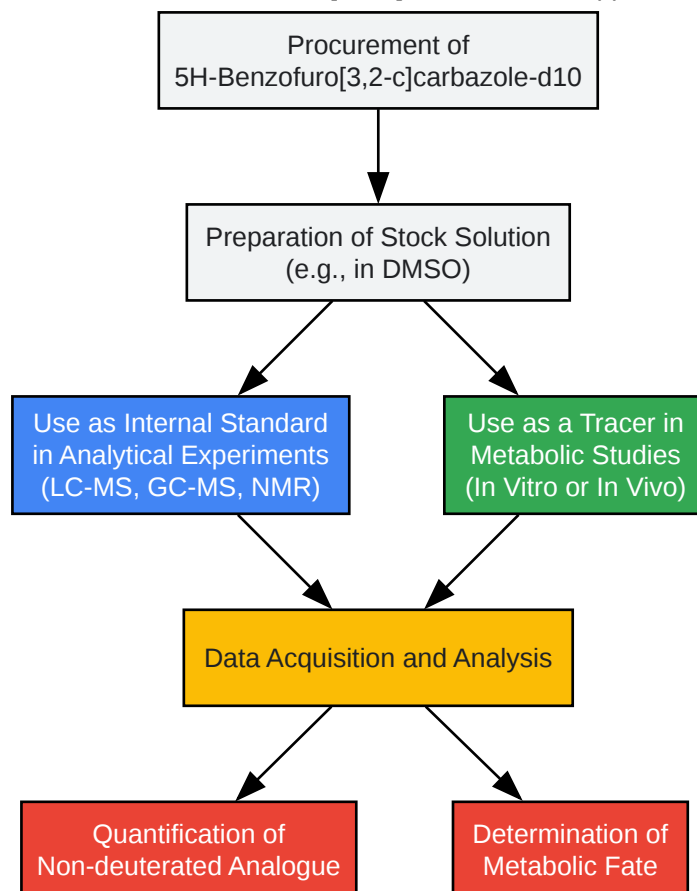 Procurement of
5H-Benzofuro[3,2-c]carbazole-d10
Preparation of Stock Solution
(e.g., in DMSO)
Use as Internal Standard
in Analytical Experiments
(LC-MS, GC-MS, NMR)
Use as a Tracer in
Metabolic Studies
(In Vitro or In Vivo)
Data Acquisition and Analysis
Quantification of
Non-deuterated Analogue
Determination of
Metabolic Fate